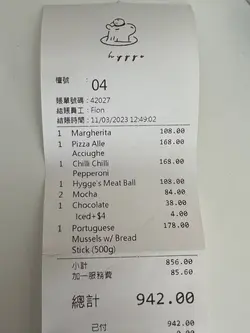 hygge
檯號 : 04
賬單號碼 : 42027
結賬員工 : Fion
結賬時間 : 11/03/2023 12:49:02
1 Margherita 108.00
1 Pizza Alle 168.00
Acciughe
1 Chilli Chilli 168.00
Pepperoni
1 Hygge's Meat Ball 108.00
2 Mocha 84.00
1 Chocolate 38.00
Iced+$4 4.00
1 Portuguese 178.00
Mussels w/ Bread
Stick (500g)
小計 856.00
加一服務費 85.60
總計 942.00
已付 942.0